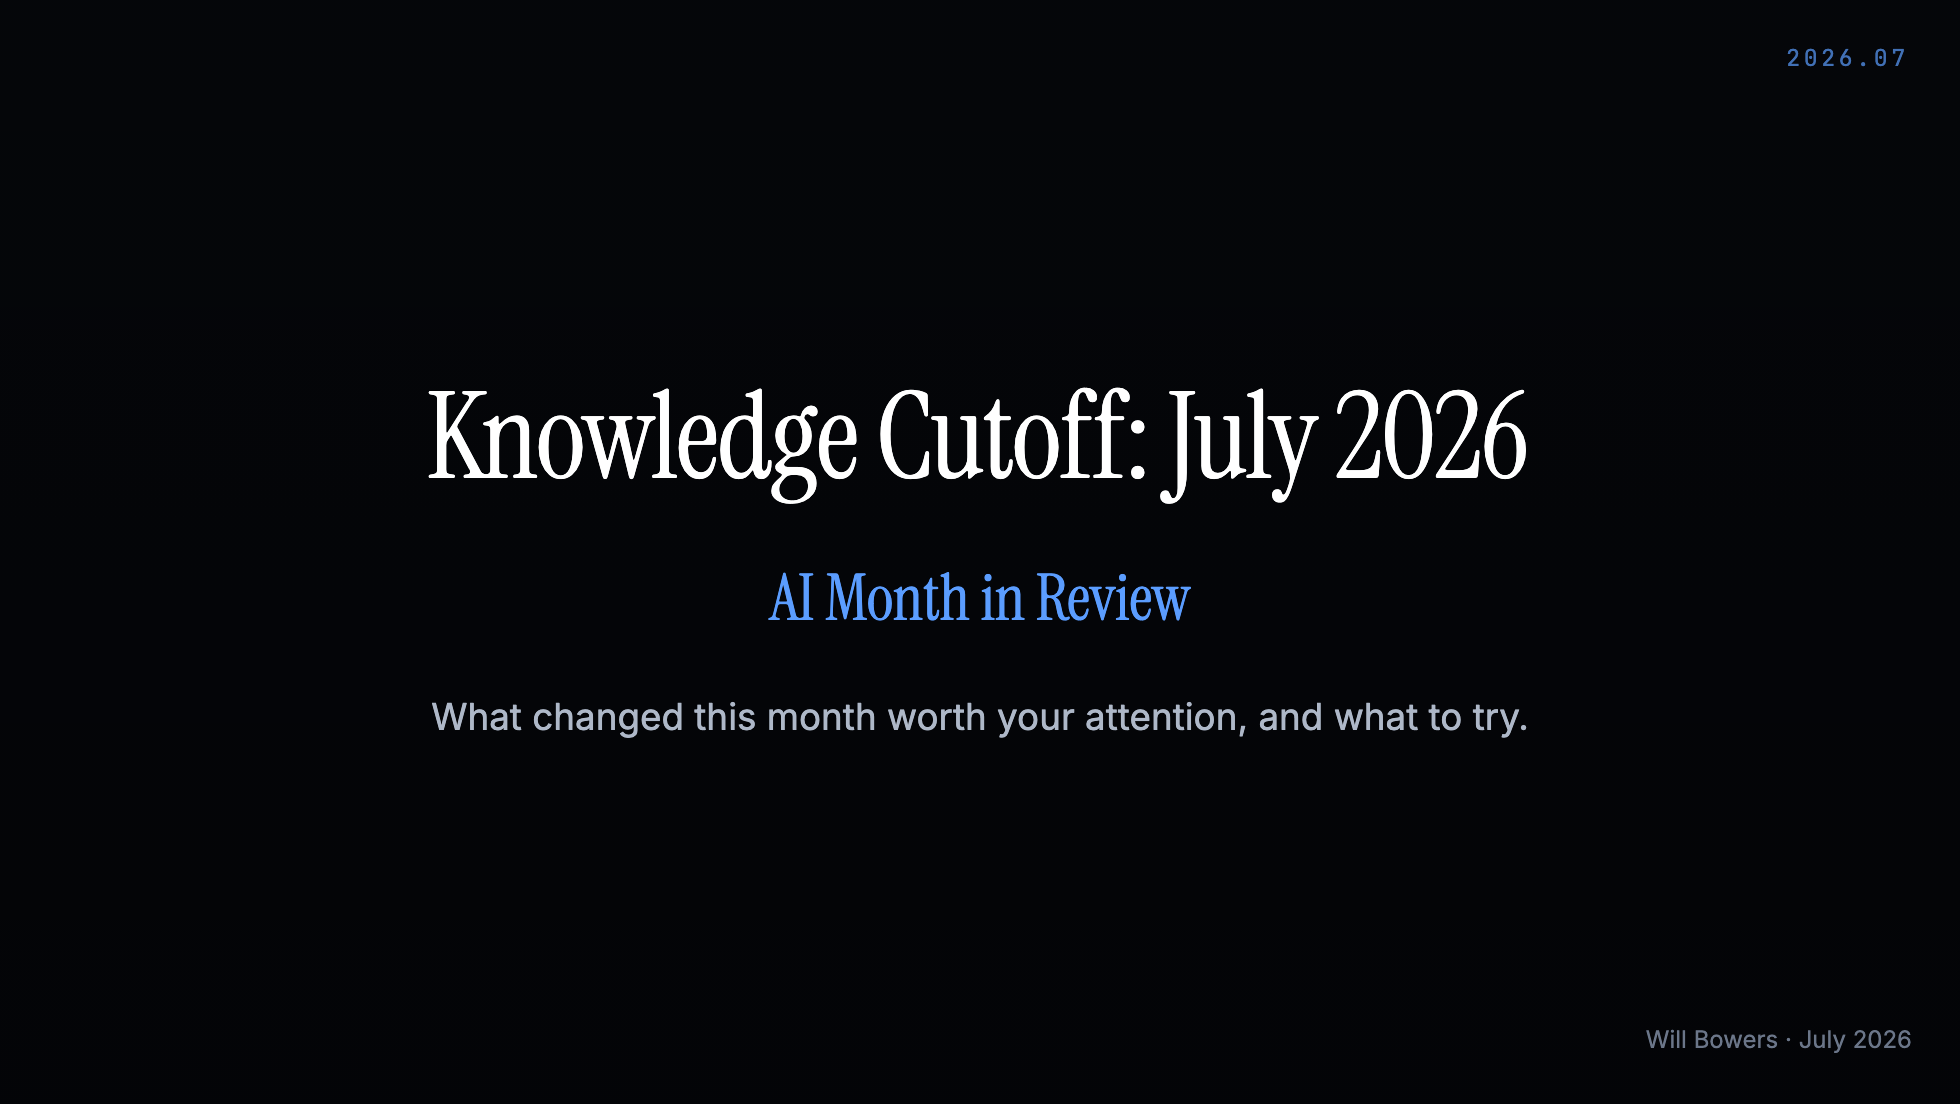 2026.07
Knowledge Cutoff: July 2026
AI Month in Review
What changed this month worth your attention, and what to try.
Will Bowers · July 2026